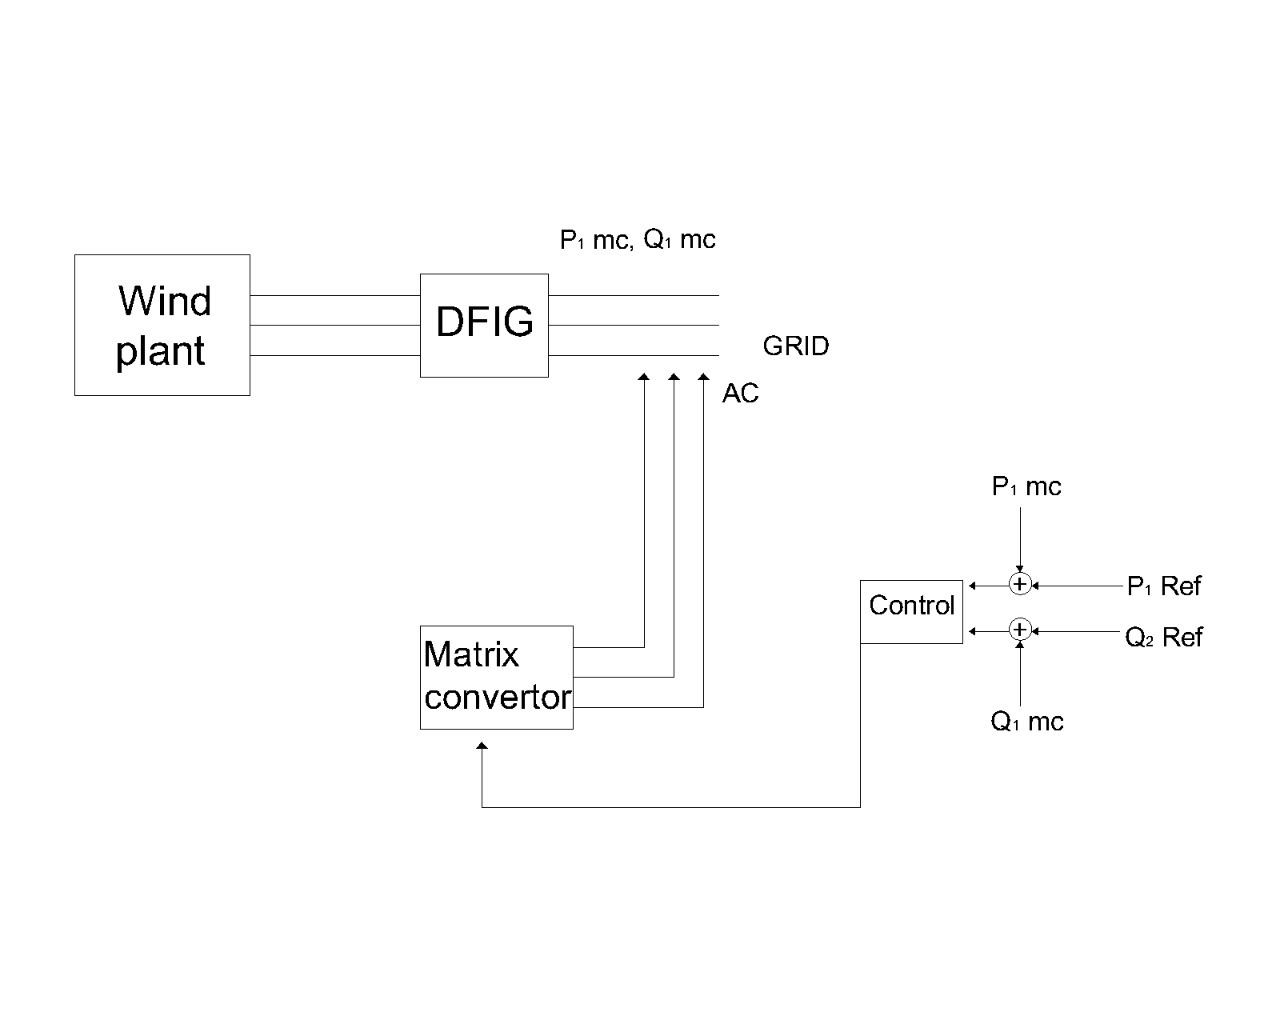 P₁ mc, Q₁ mc
Wind
plant
DFIG
GRID
AC
P₁ mc
Control
+
P₁ Ref
+
Q₂ Ref
Matrix
convertor
Q₁ mc